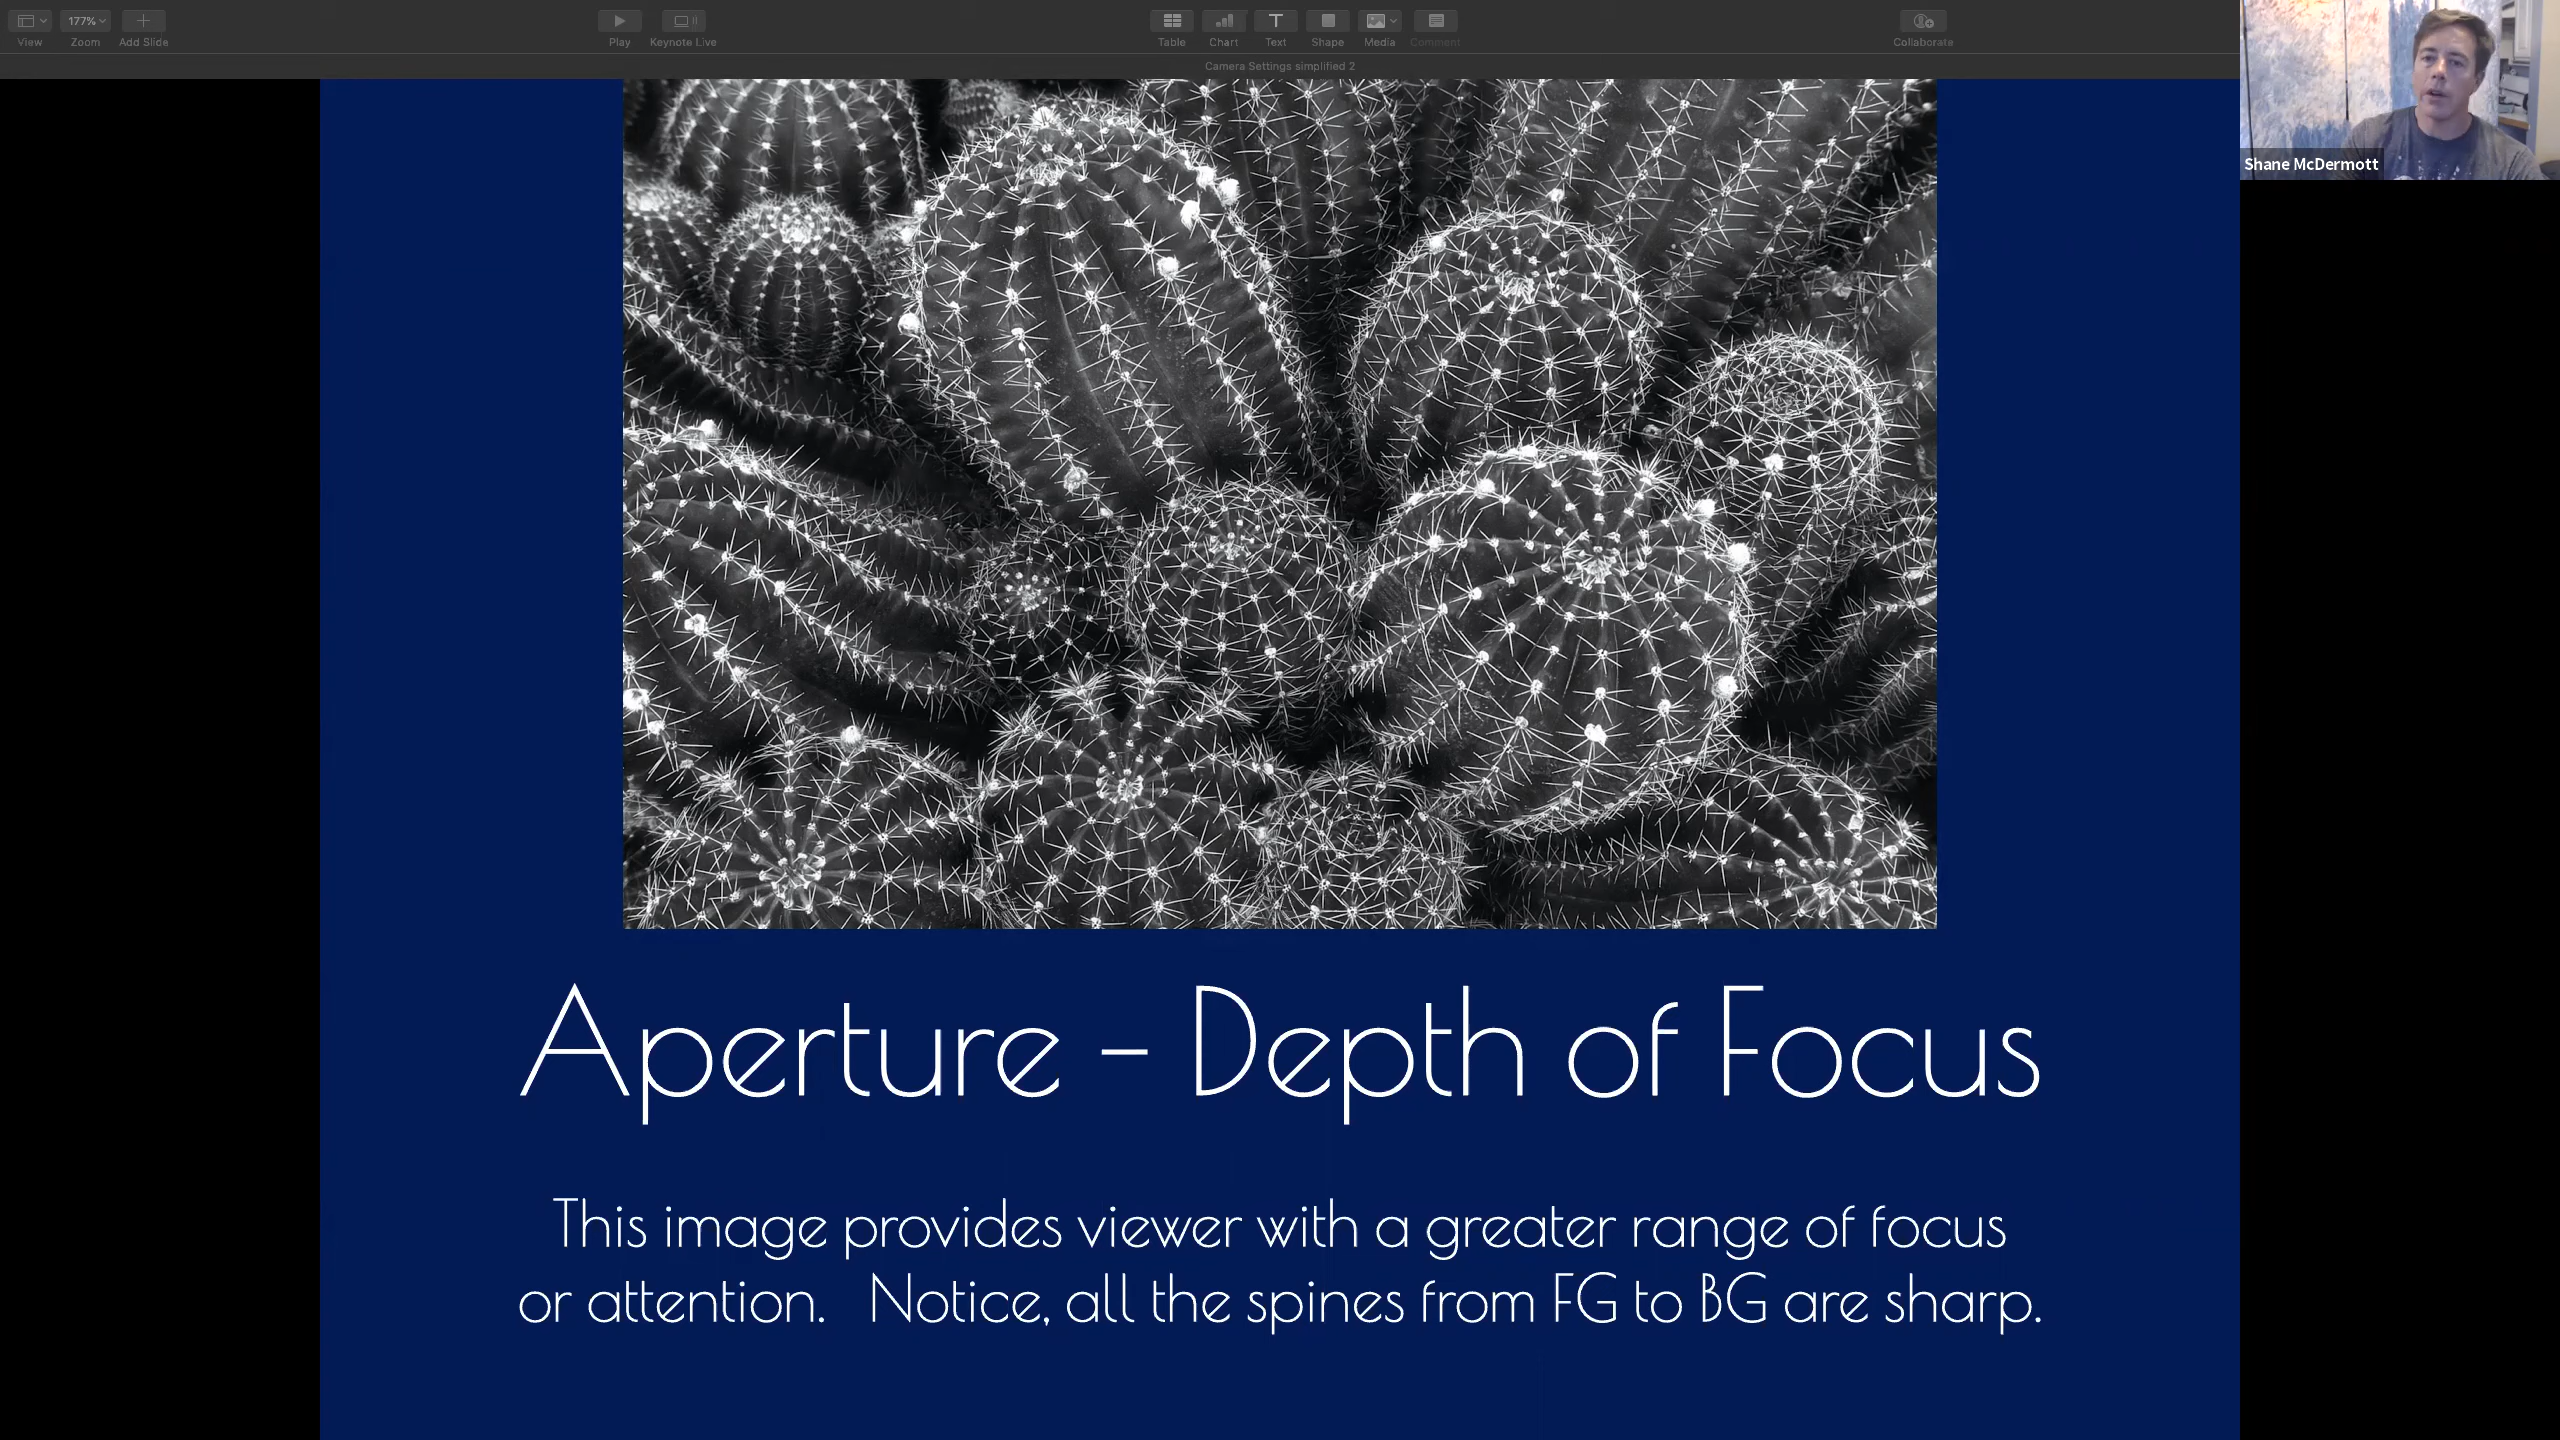 View
177%
Zoom
Add Slide
Play
Keynote Live
Table
Chart
Text
Shape
Media
Comment
Collaborate
Camera Settings simplified 2
Shane McDermott
Aperture – Depth of Focus
This image provides viewer with a greater range of focus
or attention.   Notice, all the spines from FG to BG are sharp.